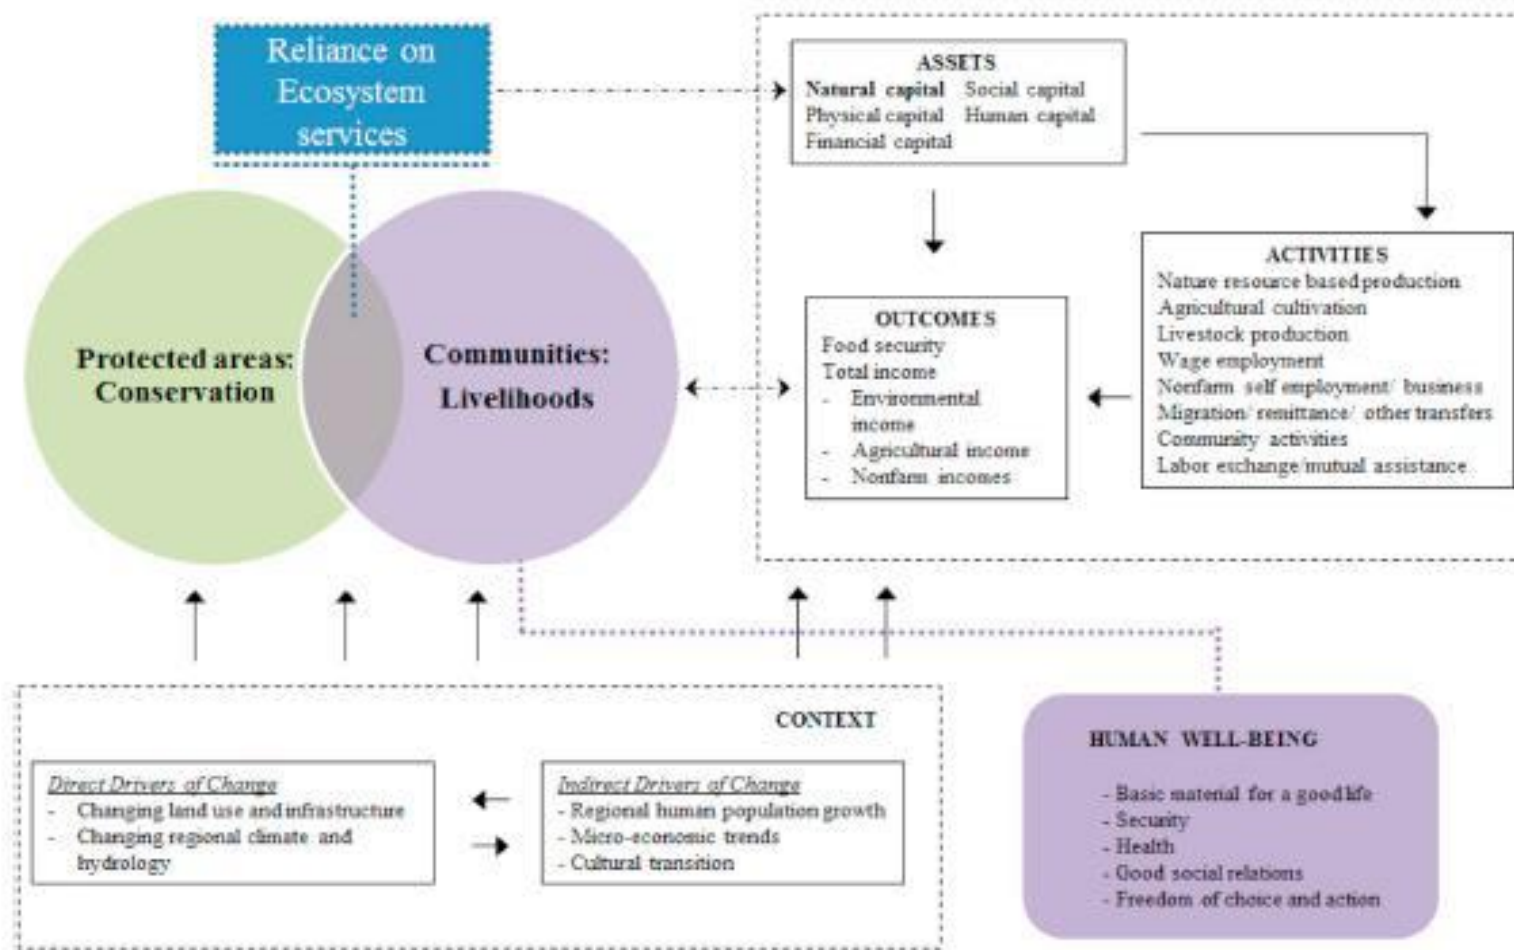 Reliance on
Ecosystem
services
Protected areas:
Conservation
Communities:
Livelihoods
ASSETS
Natural capital Social capital
Physical capital Human capital
Financial capital
ACTIVITIES
Nature resource based production
Agricultural cultivation
Livestock production
Wage employment
Nonfarm self employment/ business
Migration/ remittance/ other transfers
Community activities
Labor exchange/mutual assistance
OUTCOMES
Food security
Total income
- Environmental
income
- Agricultural income
- Nonfarm incomes
CONTEXT
Direct Drivers of Change
- Changing land use and infrastructure
- Changing regional climate and
hydrology
Indirect Drivers of Change
- Regional human population growth
- Micro-economic trends
- Cultural transition
HUMAN WELL-BEING
- Basic material for a good life
- Security
- Health
- Good social relations
- Freedom of choice and action